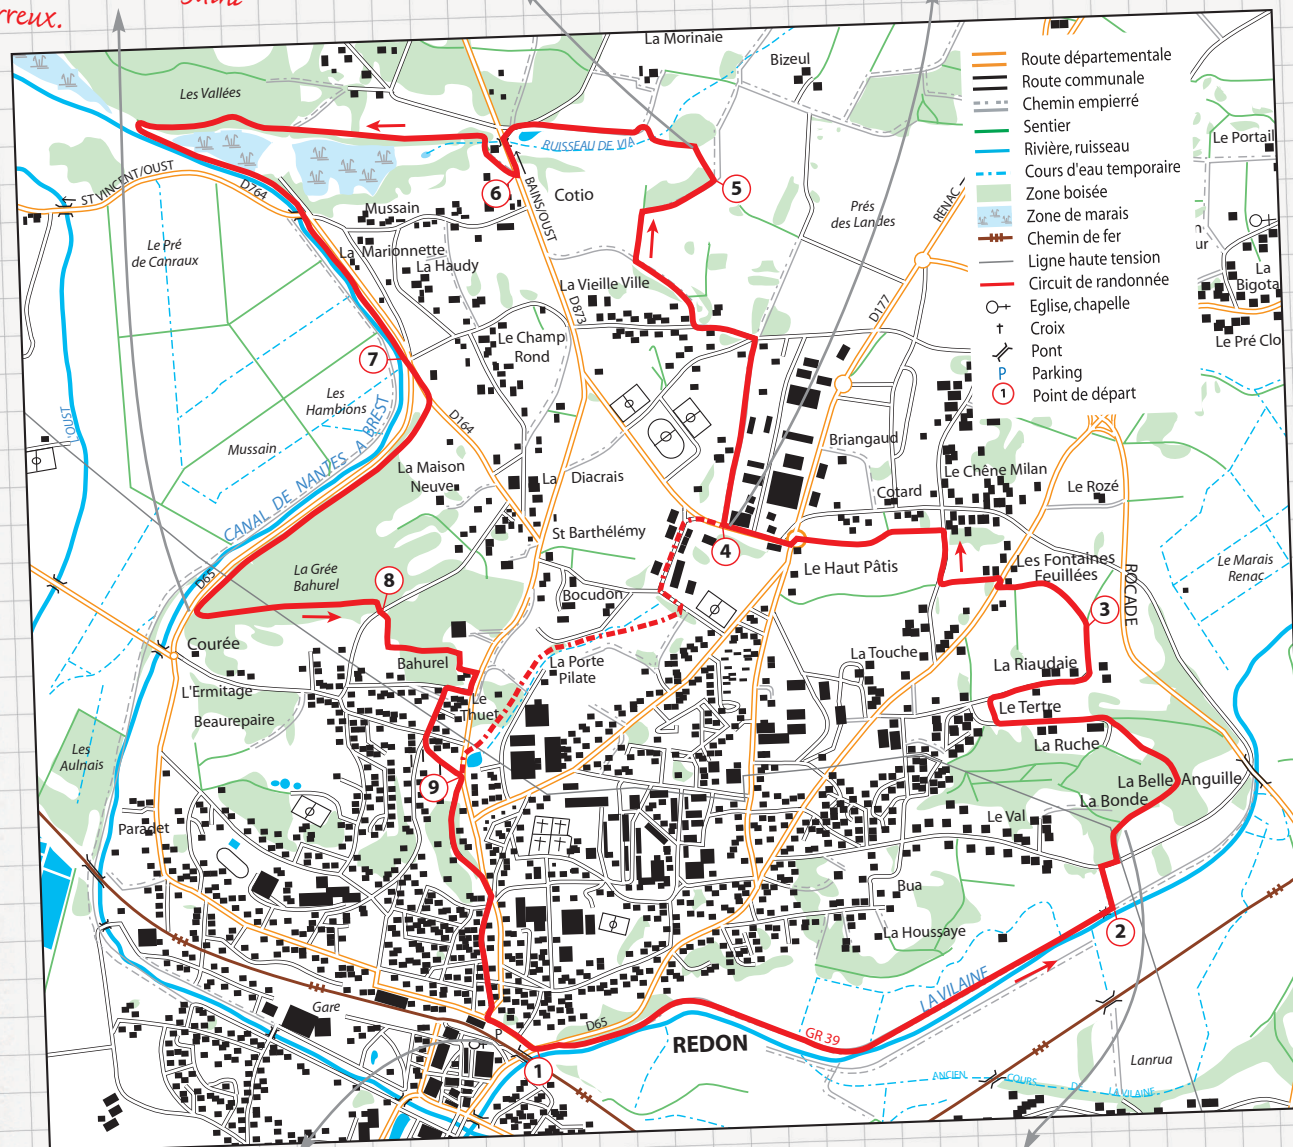 rreux.
La Morinaie
Bizeul
Les Vallées
RUISSEAU DE VIA
ST VINCENT/OUST
D764
6
BAINS/OUST
Cotio
5
Prés
des Landes
RENAC
Mussain
Le Pré
de Canraux
La Marionnette
La Haudy
La Vieille Ville
D873
D177
Le Champ
Rond
7
Les
Hambions
L'OUST
D164
Mussain
CANAL DE NANTES A BREST
La Maison
Neuve
La Diacrais
Briangaud
Le Chêne Milan
Cotard
Le Rozé
St Barthélémy
4
Le Haut Pâtis
Les Fontaines
Feuillées
ROCADE
Le Marais
Renac
D65
La Grée
Bahurel
8
Bocudon
3
Courée
Bahurel
La Porte
Pilate
La Touche
La Riaudaie
L'Ermitage
Beaurepaire
Le
Thuet
Le Tertre
La Ruche
Les
Aulnais
9
La Belle Anguille
La Bonde
Le Val
Paradet
Bua
La Houssaye
2
LA VILAINE
Gare
P
D65
REDON
GR 39
1
Lanrua
ANCIEN COURS DE LA VILAINE
Route départementale
Route communale
Chemin empierré
Sentier
Rivière, ruisseau
Cours d'eau temporaire
Zone boisée
Zone de marais
Chemin de fer
Ligne haute tension
Circuit de randonnée
Eglise, chapelle
Croix
Pont
P Parking
1 Point de départ
Le Portail
ur
La
Bigota
Le Pré Clo